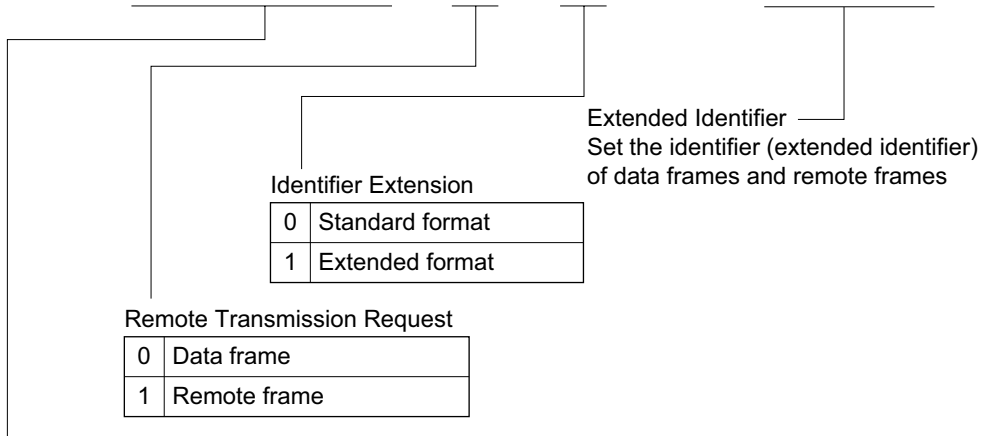 Extended Identifier
Set the identifier (extended identifier)
of data frames and remote frames
Identifier Extension
0 Standard format
1 Extended format
Remote Transmission Request
0 Data frame
1 Remote frame